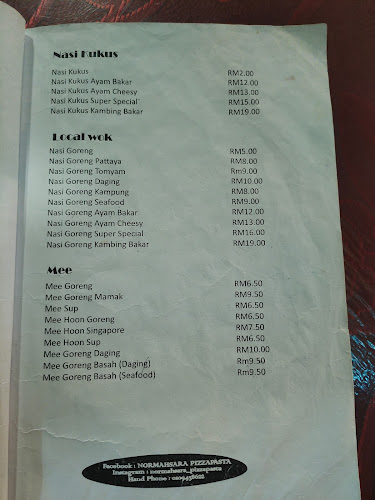 Nasi Kukus
Nasi Kukus RM2.00
Nasi Kukus Ayam Bakar RM12.00
Nasi Kukus Ayam Cheesy RM13.00
Nasi Kukus Super Special RM15.00
Nasi Kukus Kambing Bakar RM19.00
Local wok
Nasi Goreng RM5.00
Nasi Goreng Pattaya RM8.00
Nasi Goreng Tomyam Rm9.00
Nasi Goreng Daging RM10.00
Nasi Goreng Kampung RM8.00
Nasi Goreng Seafood RM9.00
Nasi Goreng Ayam Bakar RM12.00
Nasi Goreng Ayam Cheesy RM13.00
Nasi Goreng Super Special RM16.00
Nasi Goreng Kambing Bakar RM19.00
Mee
Mee Goreng RM6.50
Mee Goreng Mamak RM9.50
Mee Sup RM6.50
Mee Hoon Goreng RM6.50
Mee Hoon Singapore RM7.50
Mee Hoon Sup RM6.50
Mee Goreng Daging RM10.00
Mee Goreng Basah (Daging) Rm9.50
Mee Goreng Basah (Seafood) Rm9.50
Facebook : NORMAHSARA PIZZAPASTA
Instagram : normahsara_pizzapasta
Hand Phone :